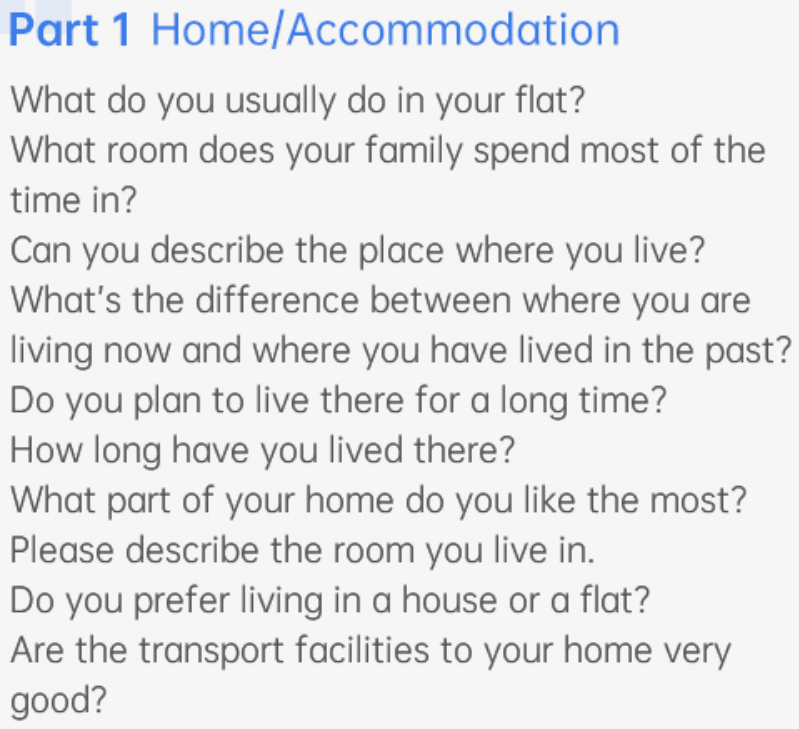 Part 1 Home/Accommodation
What do you usually do in your flat?
What room does your family spend most of the
time in?
Can you describe the place where you live?
What's the difference between where you are
living now and where you have lived in the past?
Do you plan to live there for a long time?
How long have you lived there?
What part of your home do you like the most?
Please describe the room you live in.
Do you prefer living in a house or a flat?
Are the transport facilities to your home very
good?